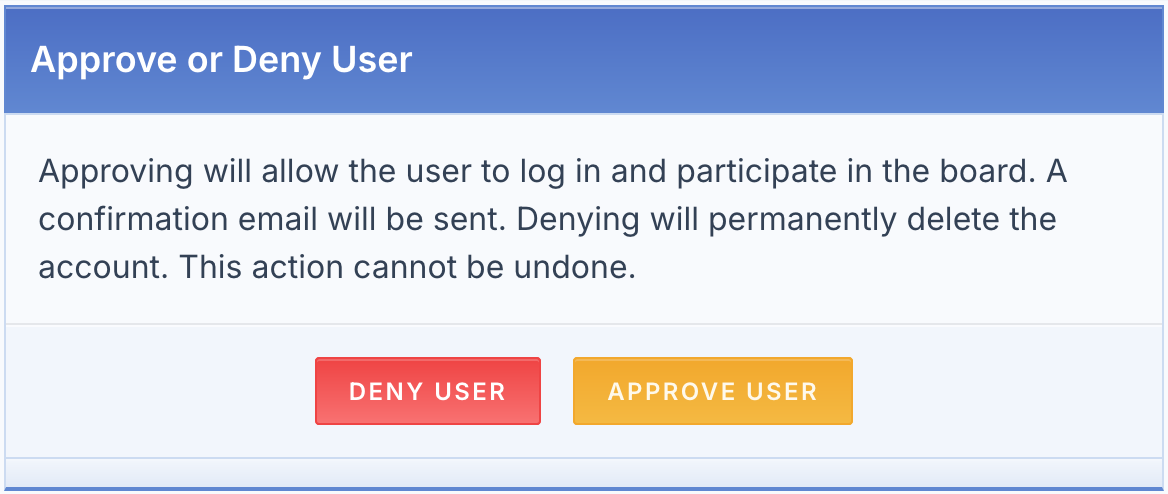 Approve or Deny User
Approving will allow the user to log in and participate in the board. A
confirmation email will be sent. Denying will permanently delete the
account. This action cannot be undone.
DENY USER
APPROVE USER